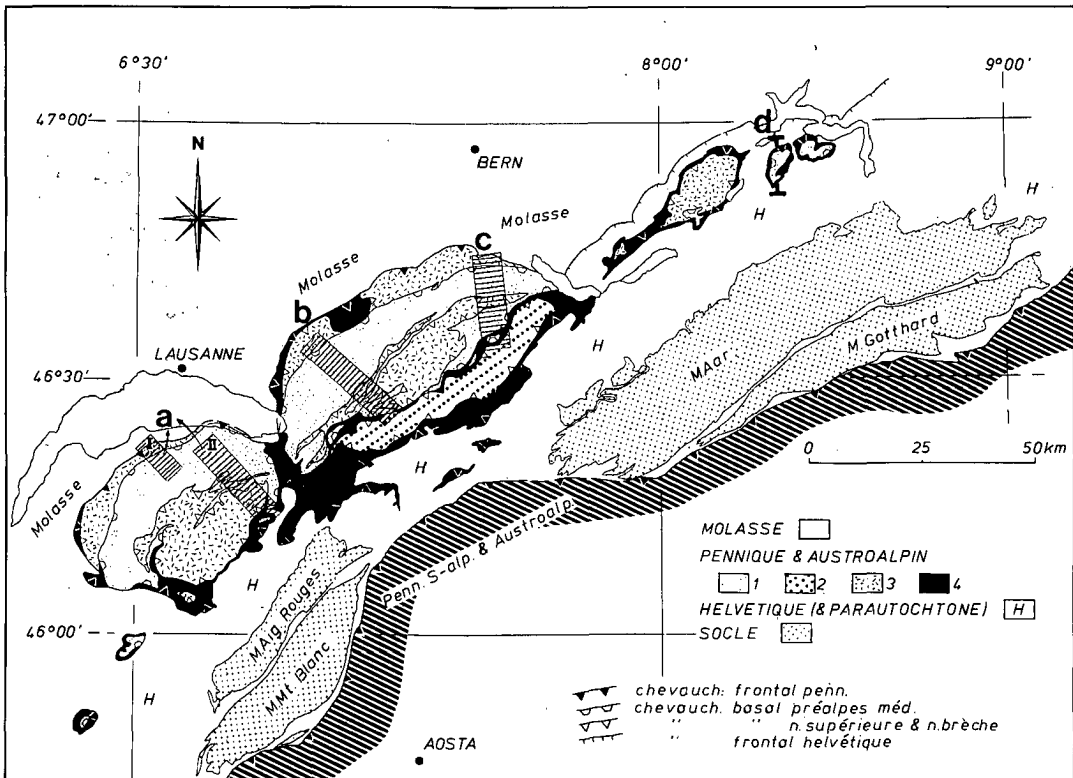 6°30'
8°00'
9°00'
47°00'
N
BERN
d
H
H
Molasse
c
Molasse
b
LAUSANNE
H
M Aar.
M Gotthard
46°30'
a
I
II
H
0 25 50km
Molasse
Penn. S-alp. & Austroalp.
MOLASSE
PENNIQUE & AUSTROALPIN
1 2 3 4
HELVETIQUE (& PARAUTOCHTONE) H
SOCLE
H
46°00'
M Aig. Rouges
M Mt Blanc
H
chevauch: frontal penn.
chevauch. basal préalpes méd.
" " n. supérieure & n. brèche
" frontal helvétique
AOSTA